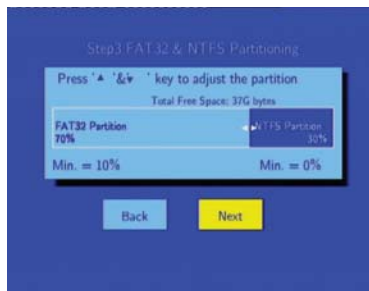 Step3 FAT32 & NTFS Partitioning
Press '▲ '&▼ ' key to adjust the partition
Total Free Space: 37G bytes
FAT32 Partition
70%
NTFS Partition
30%
Min. = 10%
Min. = 0%
Back
Next